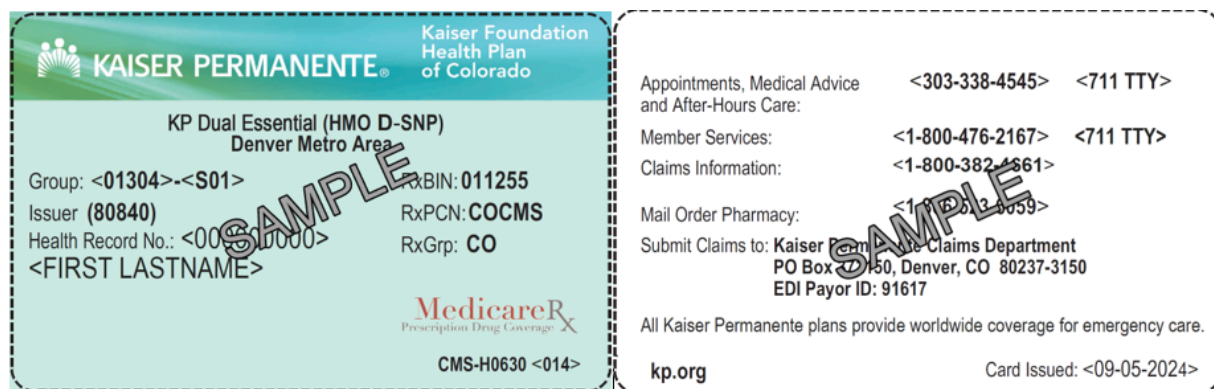 KAISER PERMANENTE®
Kaiser Foundation
Health Plan
of Colorado
KP Dual Essential (HMO D-SNP)
Denver Metro Area
Group: <01304>-<S01>
RxBIN: 011255
Issuer (80840)
RxPCN: COCMS
Health Record No.:
RxGrp: CO
<FIRST LASTNAME>
SAMPLE
MedicareRx
Prescription Drug Coverage
CMS-H0630 <014>
Appointments, Medical Advice <303-338-4545> <711 TTY>
and After-Hours Care:
Member Services: <1-800-476-2167> <711 TTY>
Claims Information:
Mail Order Pharmacy:
Submit Claims to: Kaiser Permanente Claims Department
PO Box Denver, CO 80237-3150
EDI Payor ID: 91617
SAMPLE
All Kaiser Permanente plans provide worldwide coverage for emergency care.
kp.org
Card Issued: <09-05-2024>